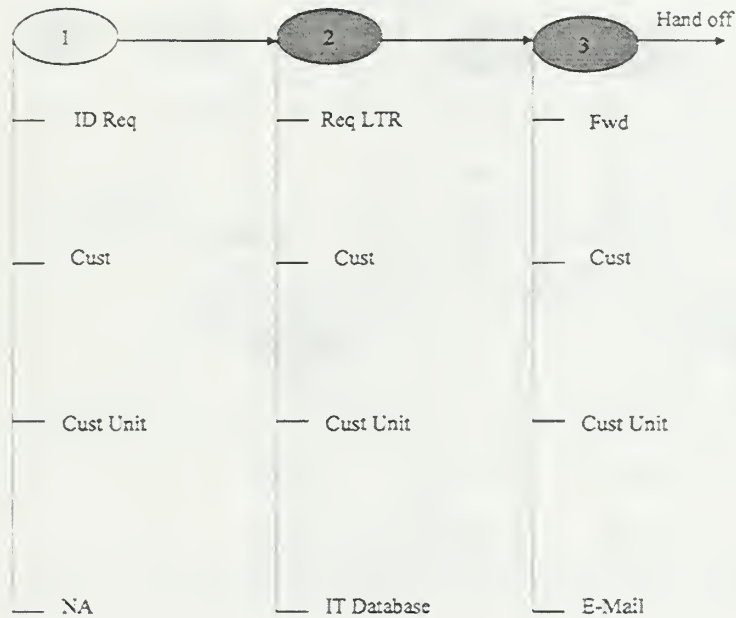 Hand off
1
2
3
ID Req
Req LTR
Fwd
Cust
Cust
Cust
Cust Unit
Cust Unit
Cust Unit
NA
IT Database
E-Mail